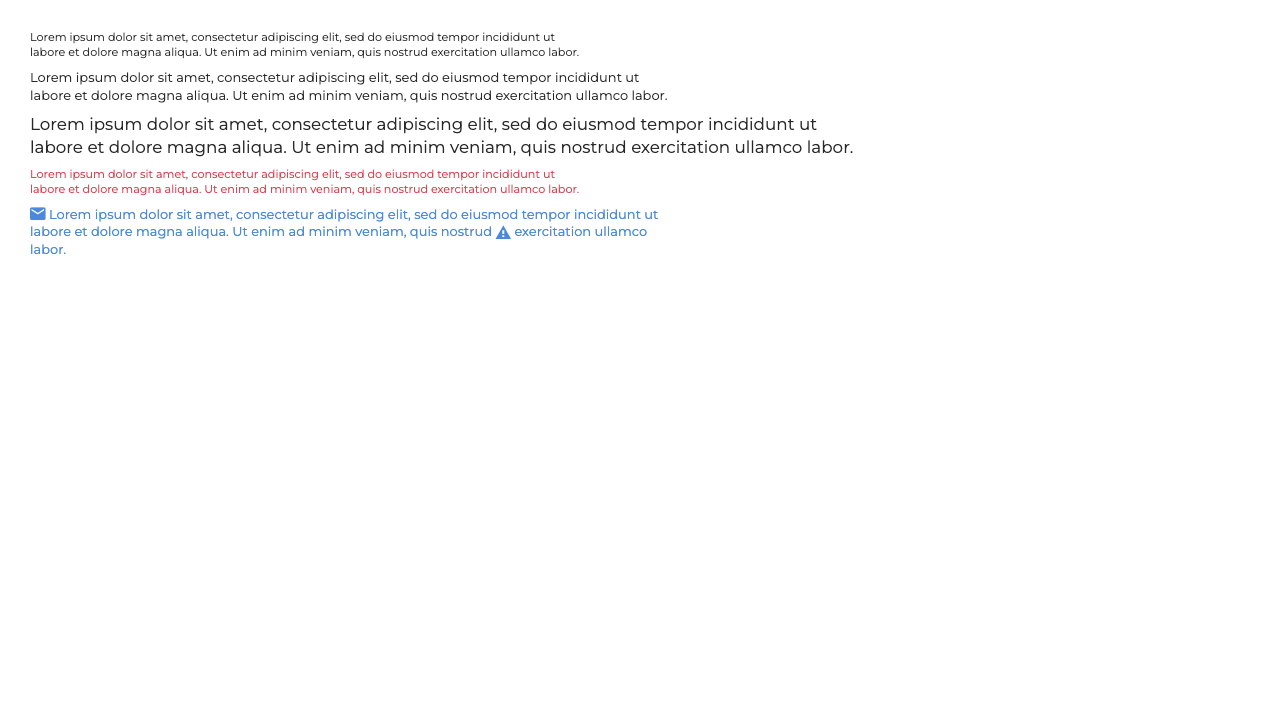 Lorem ipsum dolor sit amet, consectetur adipiscing elit, sed do eiusmod tempor incididunt ut
labore et dolore magna aliqua. Ut enim ad minim veniam, quis nostrud exercitation ullamco labor.
Lorem ipsum dolor sit amet, consectetur adipiscing elit, sed do eiusmod tempor incididunt ut
labore et dolore magna aliqua. Ut enim ad minim veniam, quis nostrud exercitation ullamco labor.
Lorem ipsum dolor sit amet, consectetur adipiscing elit, sed do eiusmod tempor incididunt ut
labore et dolore magna aliqua. Ut enim ad minim veniam, quis nostrud exercitation ullamco labor.
Lorem ipsum dolor sit amet, consectetur adipiscing elit, sed do eiusmod tempor incididunt ut
labore et dolore magna aliqua. Ut enim ad minim veniam, quis nostrud exercitation ullamco labor.
Lorem ipsum dolor sit amet, consectetur adipiscing elit, sed do eiusmod tempor incididunt ut
labore et dolore magna aliqua. Ut enim ad minim veniam, quis nostrud exercitation ullamco
labor.